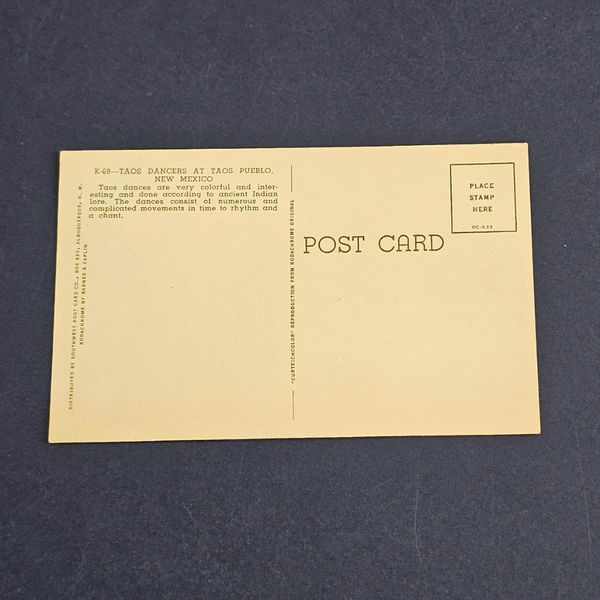 K-69—TAOS DANCERS AT TAOS PUEBLO,
NEW MEXICO
Taos dances are very colorful and inter-
esting and done according to ancient Indian
lore. The dances consist of numerous and
complicated movements in time to rhythm and
a chant.
DISTRIBUTED BY SOUTHWEST POST CARD CO., BOX 685, ALBUQUERQUE, N. M.
KODACHROME BY BARNES & CAPLIN
"CURTEICHCOLOR" REPRODUCTION FROM KODACHROME ORIGINAL
POST CARD
PLACE
STAMP
HERE
OC-K33